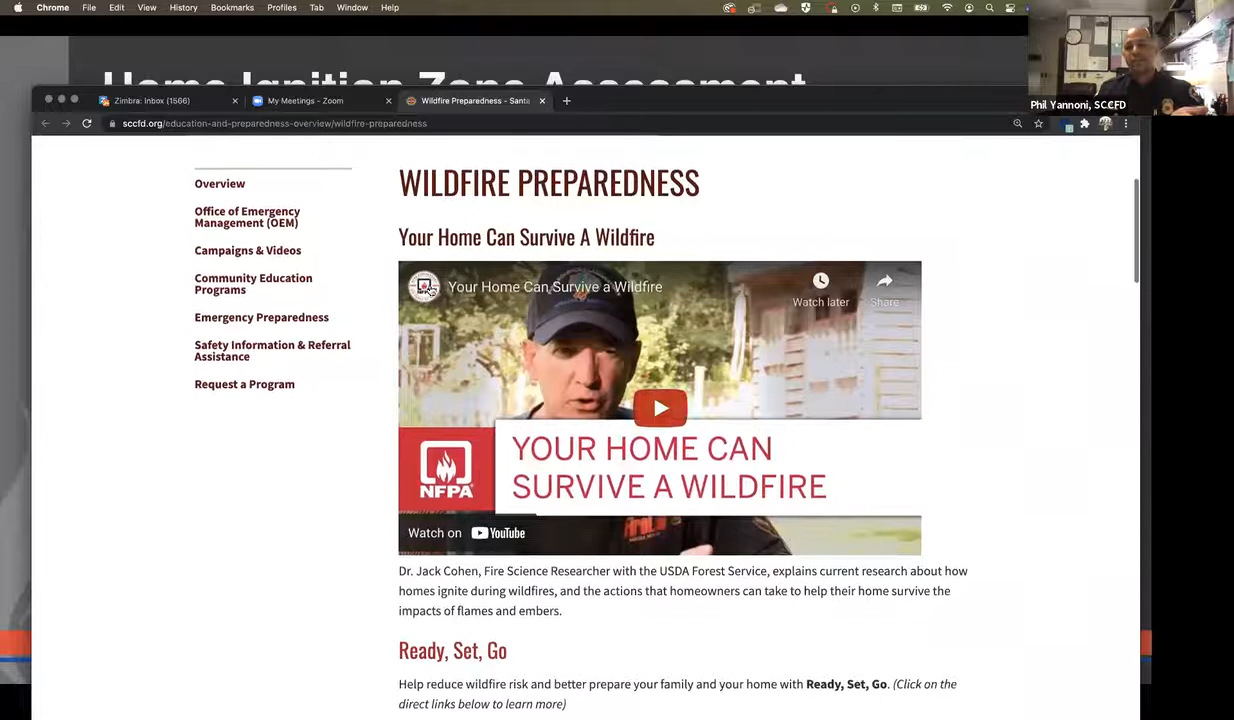 Chrome File Edit View History Bookmarks Profiles Tab Window Help
Home Ignition Zone Assessment
Phil Yannoni, SCCFD
Zimbra: Inbox (1566)
My Meetings - Zoom
Wildfire Preparedness - Santa
sccfd.org/education-and-preparedness-overview/wildfire-preparedness
Overview
Office of Emergency
Management (OEM)
Campaigns & Videos
Community Education
Programs
Emergency Preparedness
Safety Information & Referral
Assistance
Request a Program
WILDFIRE PREPAREDNESS
Your Home Can Survive A Wildfire
Your Home Can Survive a Wildfire
Watch later
Share
NFPA
YOUR HOME CAN
SURVIVE A WILDFIRE
Watch on YouTube
Dr. Jack Cohen, Fire Science Researcher with the USDA Forest Service, explains current research about how
homes ignite during wildfires, and the actions that homeowners can take to help their home survive the
impacts of flames and embers.
Ready, Set, Go
Help reduce wildfire risk and better prepare your family and your home with Ready, Set, Go. (Click on the
direct links below to learn more)